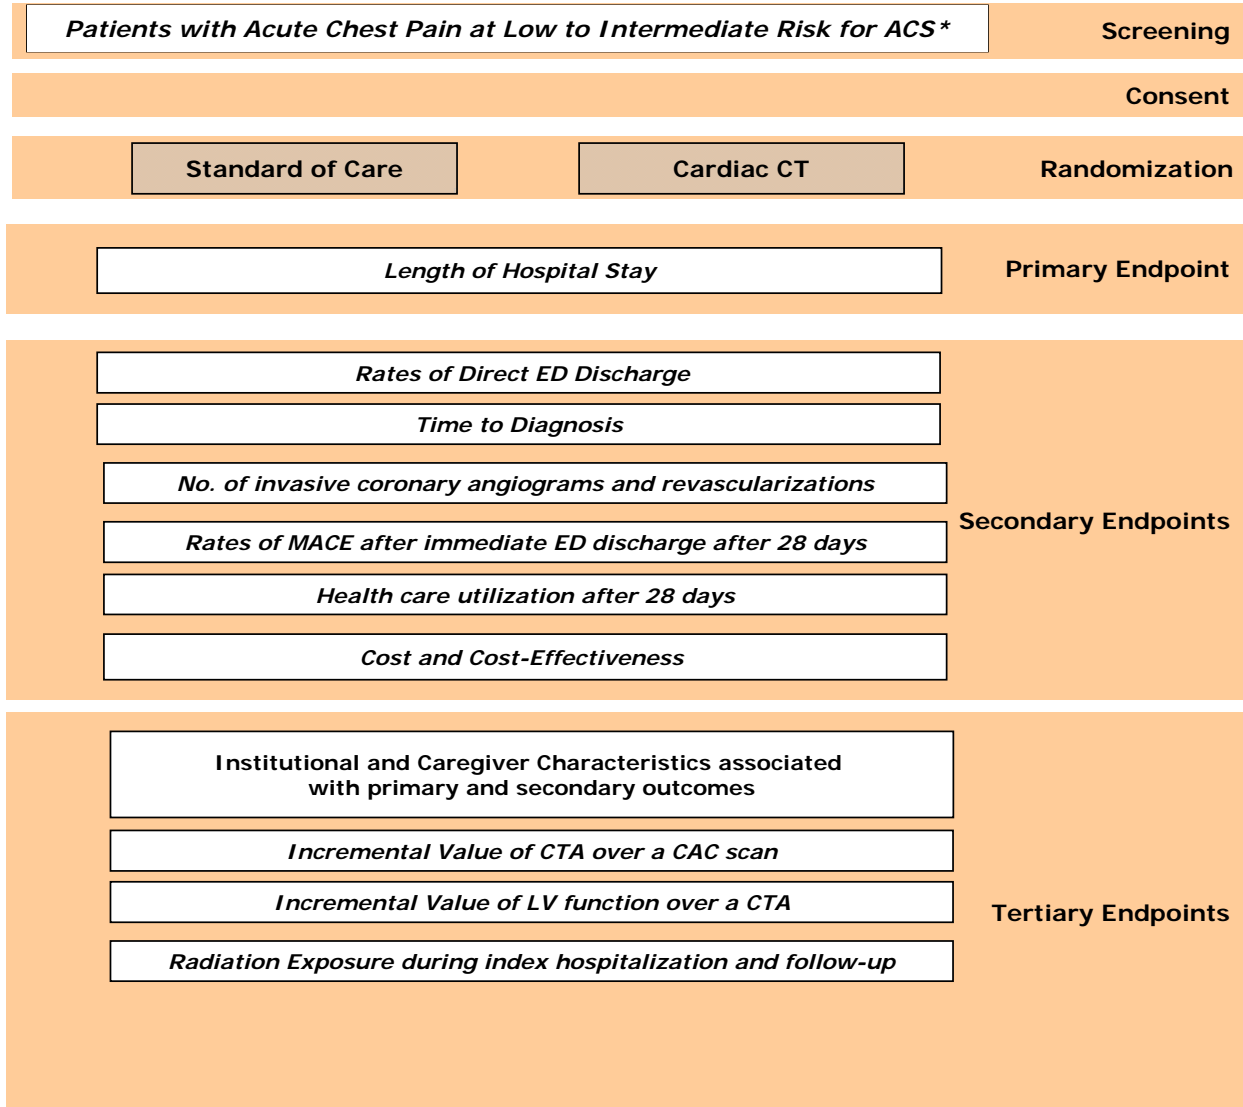 Patients with Acute Chest Pain at Low to Intermediate Risk for ACS*
Screening
Consent
Standard of Care
Cardiac CT
Randomization
Length of Hospital Stay
Primary Endpoint
Rates of Direct ED Discharge
Time to Diagnosis
No. of invasive coronary angiograms and revascularizations
Rates of MACE after immediate ED discharge after 28 days
Health care utilization after 28 days
Cost and Cost-Effectiveness
Secondary Endpoints
Institutional and Caregiver Characteristics associated
with primary and secondary outcomes
Incremental Value of CTA over a CAC scan
Incremental Value of LV function over a CTA
Radiation Exposure during index hospitalization and follow-up
Tertiary Endpoints